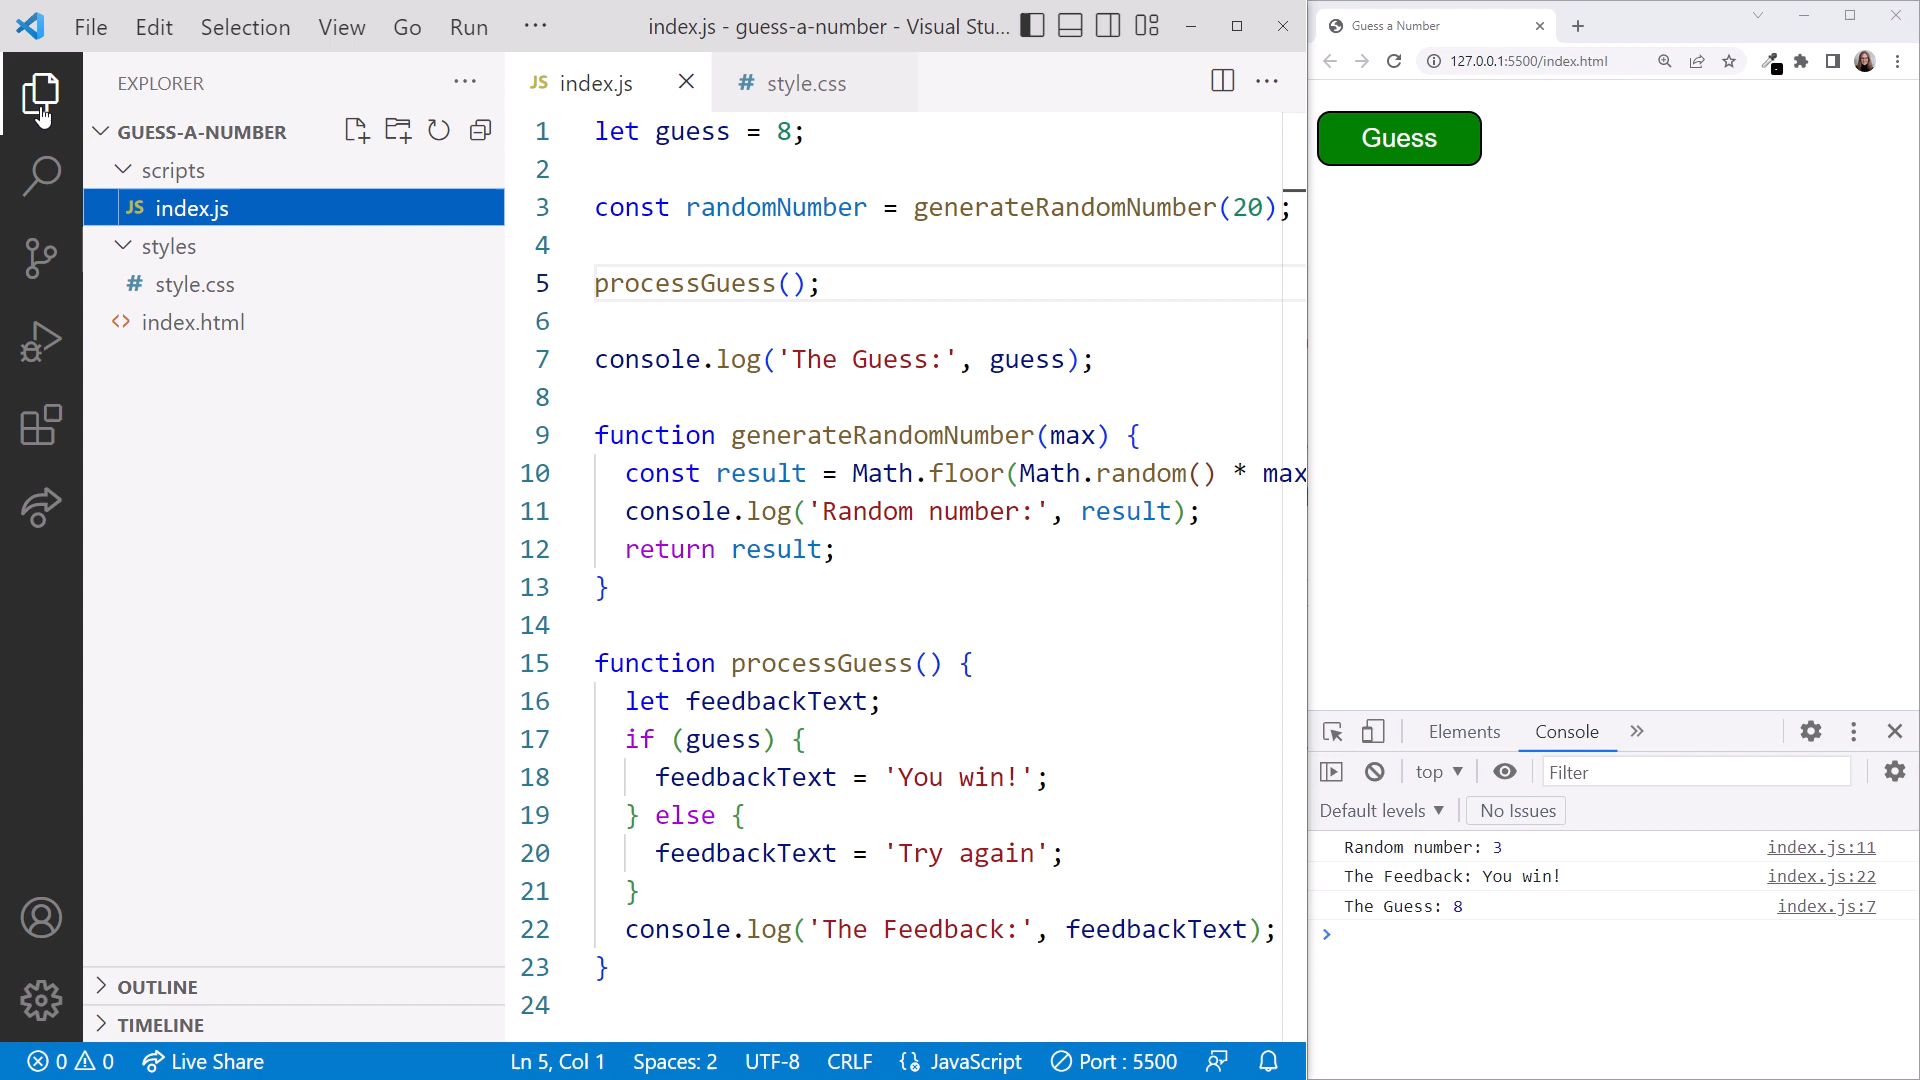 File Edit Selection View Go Run ··· index.js - guess-a-number - Visual Stu...
EXPLORER ···
GUESS-A-NUMBER
scripts
JS index.js
styles
# style.css
<> index.html
OUTLINE
TIMELINE
JS index.js
# style.css
···
1 let guess = 8;
2
3 const randomNumber = generateRandomNumber(20);
4
5 processGuess();
6
7 console.log('The Guess:', guess);
8
9 function generateRandomNumber(max) {
10 const result = Math.floor(Math.random() * max
11 console.log('Random number:', result);
12 return result;
13 }
14
15 function processGuess() {
16 let feedbackText;
17 if (guess) {
18 feedbackText = 'You win!';
19 } else {
20 feedbackText = 'Try again';
21 }
22 console.log('The Feedback:', feedbackText);
23 }
24
0 0 Live Share Ln 5, Col 1 Spaces: 2 UTF-8 CRLF JavaScript Port : 5500
Guess a Number
127.0.0.1:5500/index.html
Guess
Elements Console
top Filter
Default levels No Issues
Random number: 3 index.js:11
The Feedback: You win! index.js:22
The Guess: 8 index.js:7